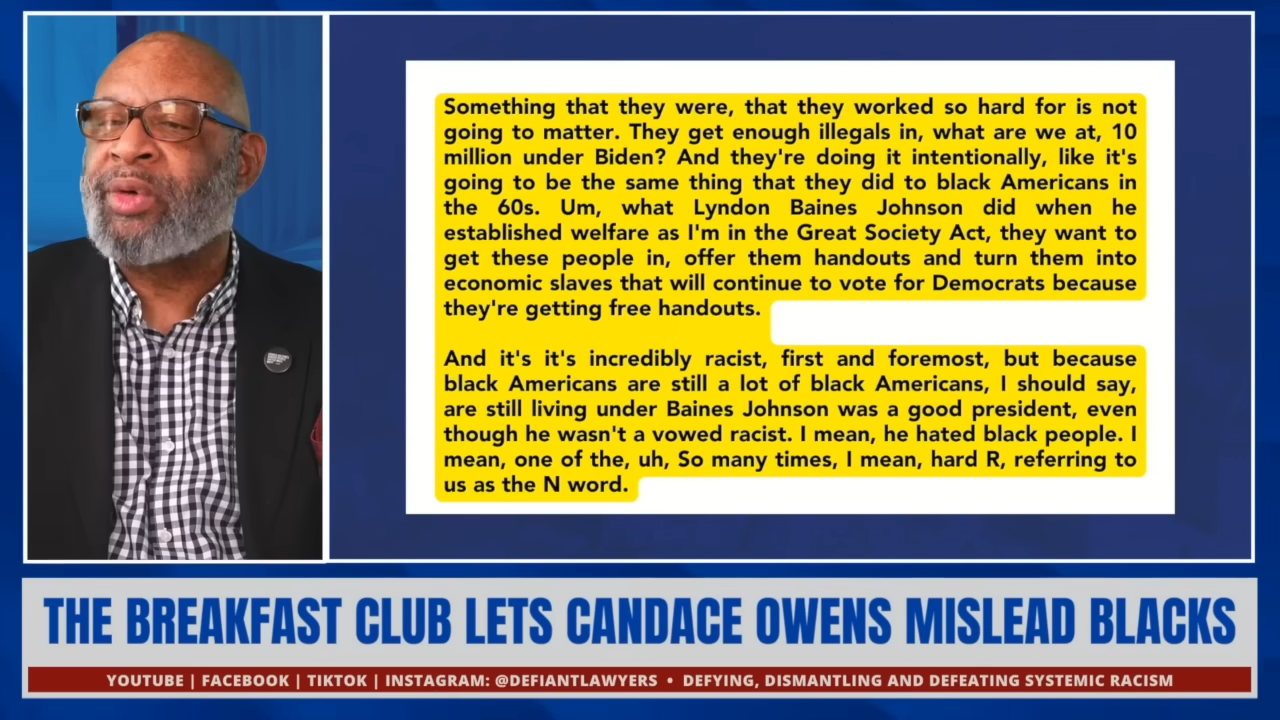 Something that they were, that they worked so hard for is not
going to matter. They get enough illegals in, what are we at, 10
million under Biden? And they're doing it intentionally, like it's
going to be the same thing that they did to black Americans in
the 60s. Um, what Lyndon Baines Johnson did when he
established welfare as I'm in the Great Society Act, they want to
get these people in, offer them handouts and turn them into
economic slaves that will continue to vote for Democrats because
they're getting free handouts.
And it's it's incredibly racist, first and foremost, but because
black Americans are still a lot of black Americans, I should say,
are still living under Baines Johnson was a good president, even
though he wasn't a vowed racist. I mean, he hated black people. I
mean, one of the, uh, So many times, I mean, hard R, referring to
us as the N word.
THE BREAKFAST CLUB LETS CANDACE OWENS MISLEAD BLACKS
YOUTUBE | FACEBOOK | TIKTOK | INSTAGRAM: @DEFIANTLAWYERS • DEFYING, DISMANTLING AND DEFEATING SYSTEMIC RACISM